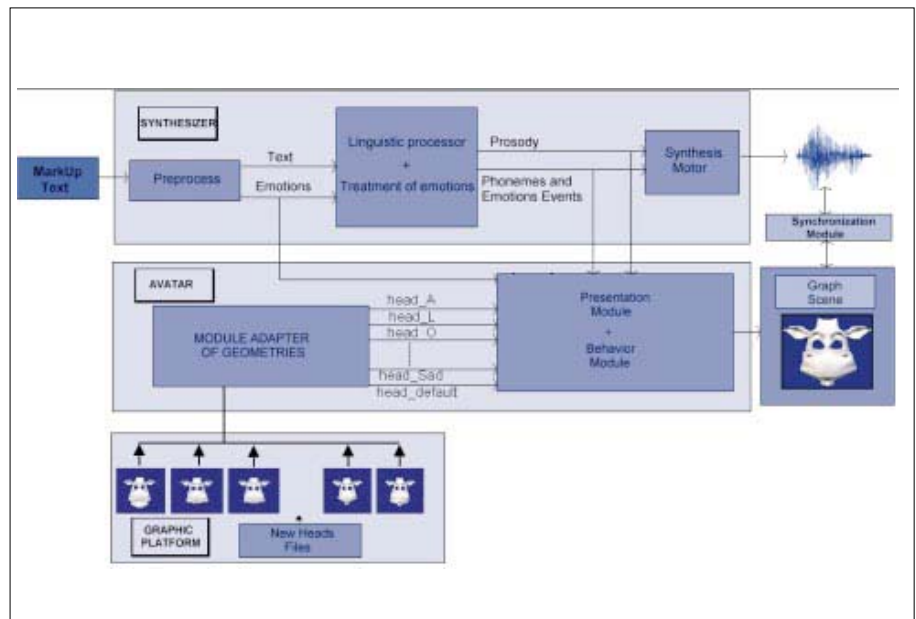 SYNTHESIZER
MarkUp
Text
Preprocess
Text
Emotions
Linguistic processor
+
Treatment of emotions
Prosody
Phonemes and
Emotions Events
Synthesis
Motor
Synchronization
Module
AVATAR
MODULE ADAPTER
OF GEOMETRIES
head_A
head_L
head_O
head_Sad
head_default
Presentation
Module
+
Behavior
Module
Graph
Scene
GRAPHIC
PLATFORM
New Heads
Files